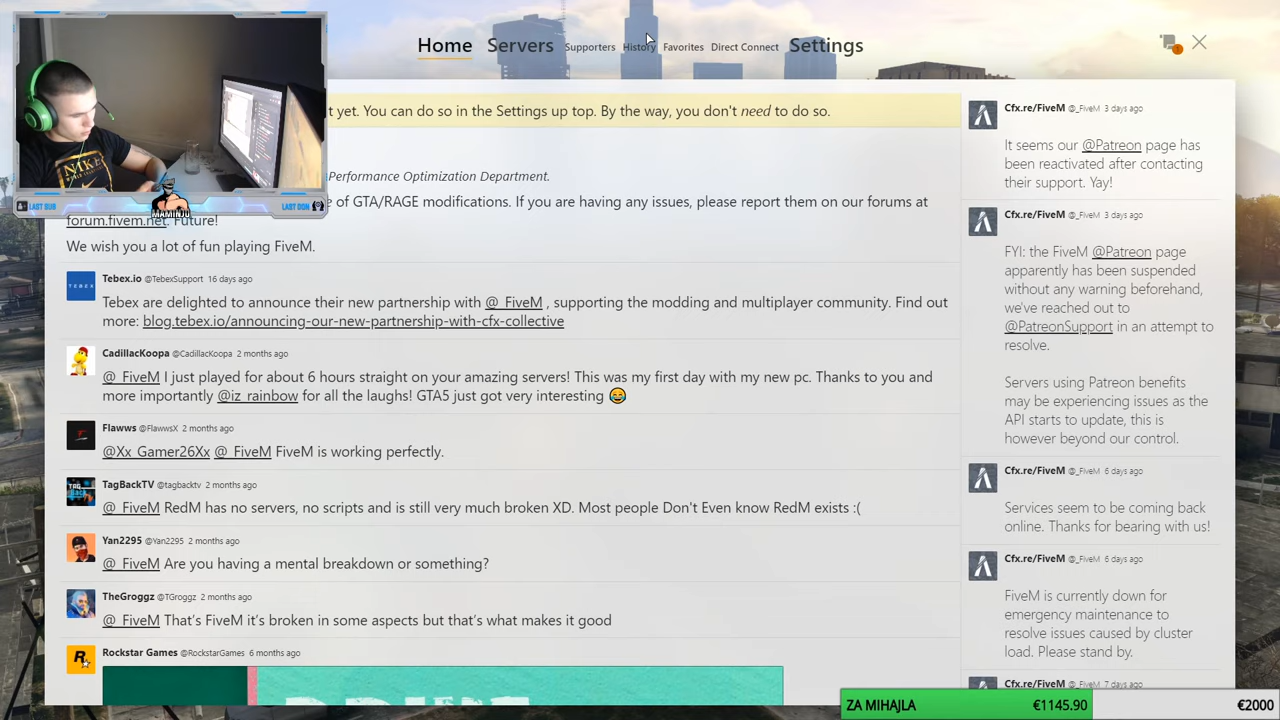 Home Servers Supporters History Favorites Direct Connect Settings
t yet. You can do so in the Settings up top. By the way, you don't need to do so.
Performance Optimization Department.
e of GTA/RAGE modifications. If you are having any issues, please report them on our forums at
forum.fivem.net. Future!
We wish you a lot of fun playing FiveM.
TEBEX
Tebex.io @TebexSupport 16 days ago
Tebex are delighted to announce their new partnership with @_FiveM , supporting the modding and multiplayer community. Find out
more: blog.tebex.io/announcing-our-new-partnership-with-cfx-collective
CadillacKoopa @CadillacKoopa 2 months ago
@_FiveM I just played for about 6 hours straight on your amazing servers! This was my first day with my new pc. Thanks to you and
more importantly @iz_rainbow for all the laughs! GTA5 just got very interesting 😂
Flawws @FlawwsX 2 months ago
@Xx_Gamer26Xx @_FiveM FiveM is working perfectly.
TagBackTV @tagbacktv 2 months ago
@_FiveM RedM has no servers, no scripts and is still very much broken XD. Most people Don't Even know RedM exists :(
Yan2295 @Yan2295 2 months ago
@_FiveM Are you having a mental breakdown or something?
TheGroggz @TGroggz 2 months ago
@_FiveM That's FiveM it's broken in some aspects but that's what makes it good
Rockstar Games @RockstarGames 6 months ago
Cfx.re/FiveM @_FiveM 3 days ago
It seems our @Patreon page has
been reactivated after contacting
their support. Yay!
Cfx.re/FiveM @_FiveM 3 days ago
FYI: the FiveM @Patreon page
apparently has been suspended
without any warning beforehand,
we've reached out to
@PatreonSupport in an attempt to
resolve.
Servers using Patreon benefits
may be experiencing issues as the
API starts to update, this is
however beyond our control.
Cfx.re/FiveM @_FiveM 6 days ago
Services seem to be coming back
online. Thanks for bearing with us!
Cfx.re/FiveM @_FiveM 6 days ago
FiveM is currently down for
emergency maintenance to
resolve issues caused by cluster
load. Please stand by.
Cfx.re/FiveM @_FiveM 7 days ago
NIKE
LAST SUB
MAMINJO
LAST DON
ZA MIHAJLA €1145.90 €2000